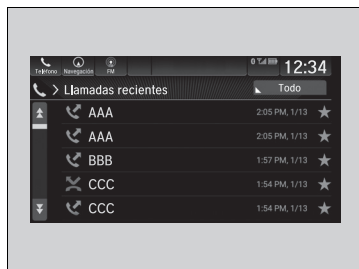 Teléfono Navegación FM 12:34
Llamadas recientes Todo
AAA 2:05 PM, 1/13
AAA 2:05 PM, 1/13
BBB 1:57 PM, 1/13
CCC 1:54 PM, 1/13
CCC 1:54 PM, 1/13